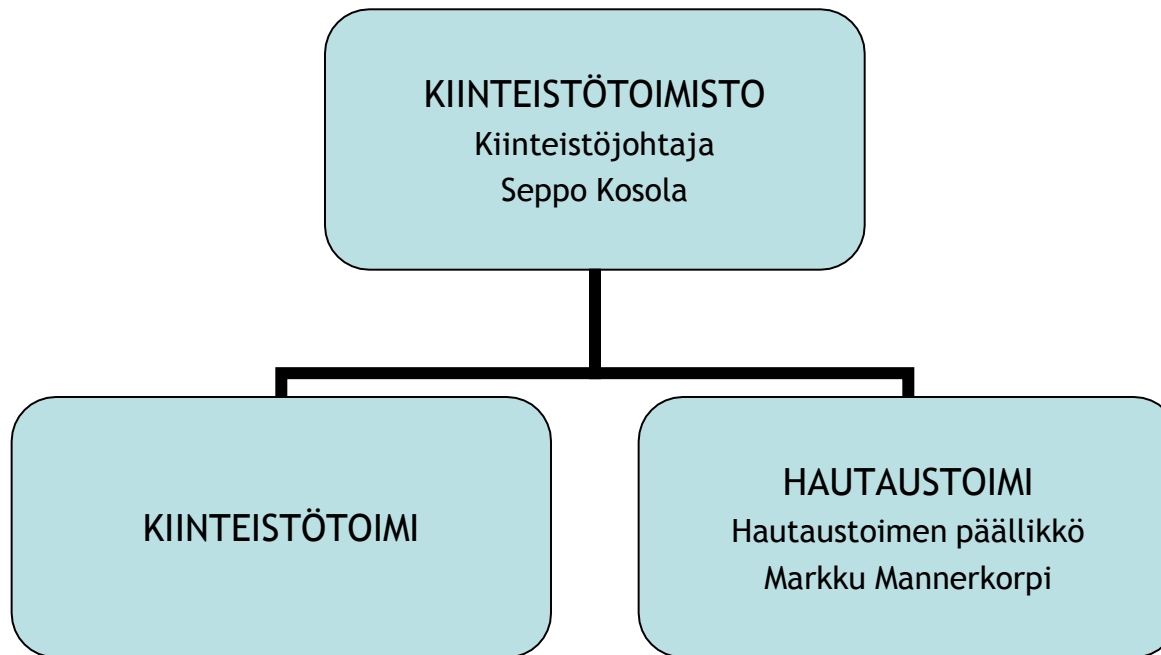 KIINTEISTÖTOIMISTO
Kiinteistöjohtaja
Seppo Kosola
KIINTEISTÖTOIMI
HAUTAUSTOIMI
Hautaustoimen päällikkö
Markku Mannerkorpi